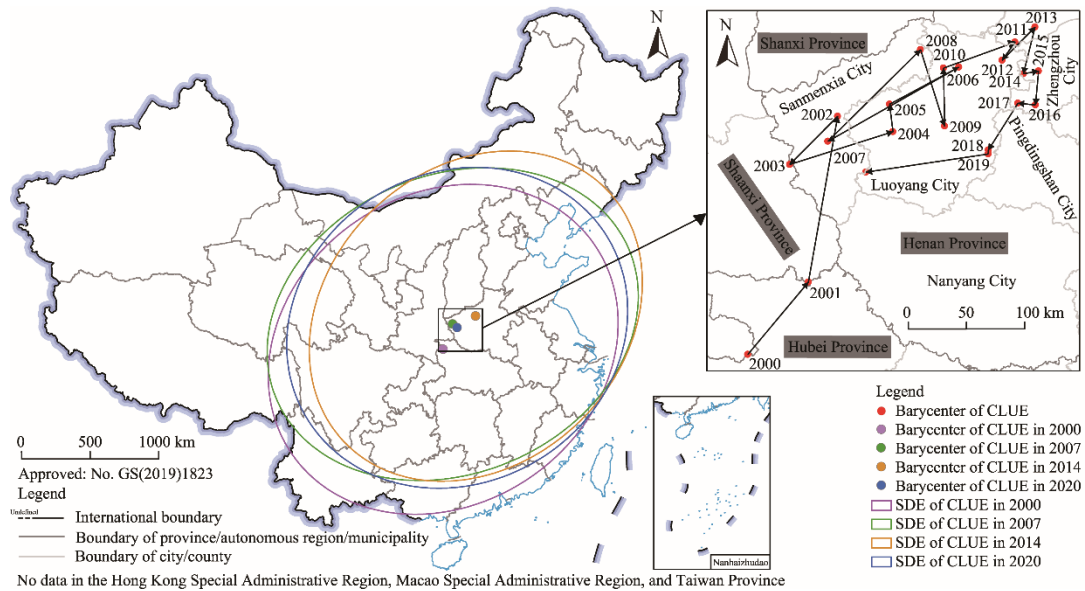 N
0 500 1000 km
Approved: No. GS(2019)1823
Legend
International boundary
Boundary of province/autonomous region/municipality
Boundary of city/county
No data in the Hong Kong Special Administrative Region, Macao Special Administrative Region, and Taiwan Province
Nanhaizhudao
N
Shanxi Province
Sanmenxia City
Shaanxi Province
Luoyang City
Zhengzhou City
Pingdingshan City
Henan Province
Nanyang City
Hubei Province
2013
2011
2008
2010
2015
2012
2006
2014
2005
2017
2016
2002
2004
2009
2007
2018
2003
2019
2001
2000
0 50 100 km
Legend
Barycenter of CLUE
Barycenter of CLUE in 2000
Barycenter of CLUE in 2007
Barycenter of CLUE in 2014
Barycenter of CLUE in 2020
SDE of CLUE in 2000
SDE of CLUE in 2007
SDE of CLUE in 2014
SDE of CLUE in 2020